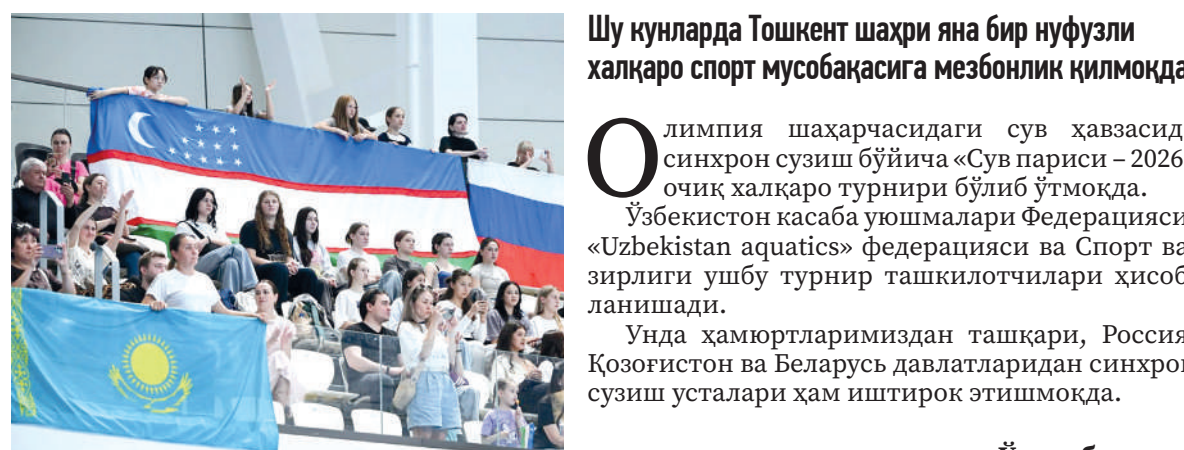 Шу кунларда Тошкент шаҳри яна бир нуфузли
халқаро спорт мусобақасига мезбонлик қилмоқда
Олимпия шаҳарчасидаги сув ҳавзасид
синхрон сузиш бўйича «Сув париси – 2026
очиқ халқаро турнири бўлиб ўтмоқда.
Ўзбекистон касаба уюшмалари Федерацияси
«Uzbekistan aquatics» федерацияси ва Спорт ва
зирлиги ушбу турнир ташкилотчилари ҳисоб
ланишади.
Унда ҳамюртларимиздан ташқари, Россия
Қозоғистон ва Беларусь давлатларидан синхрон
сузиш усталари ҳам иштирок этишмоқда.